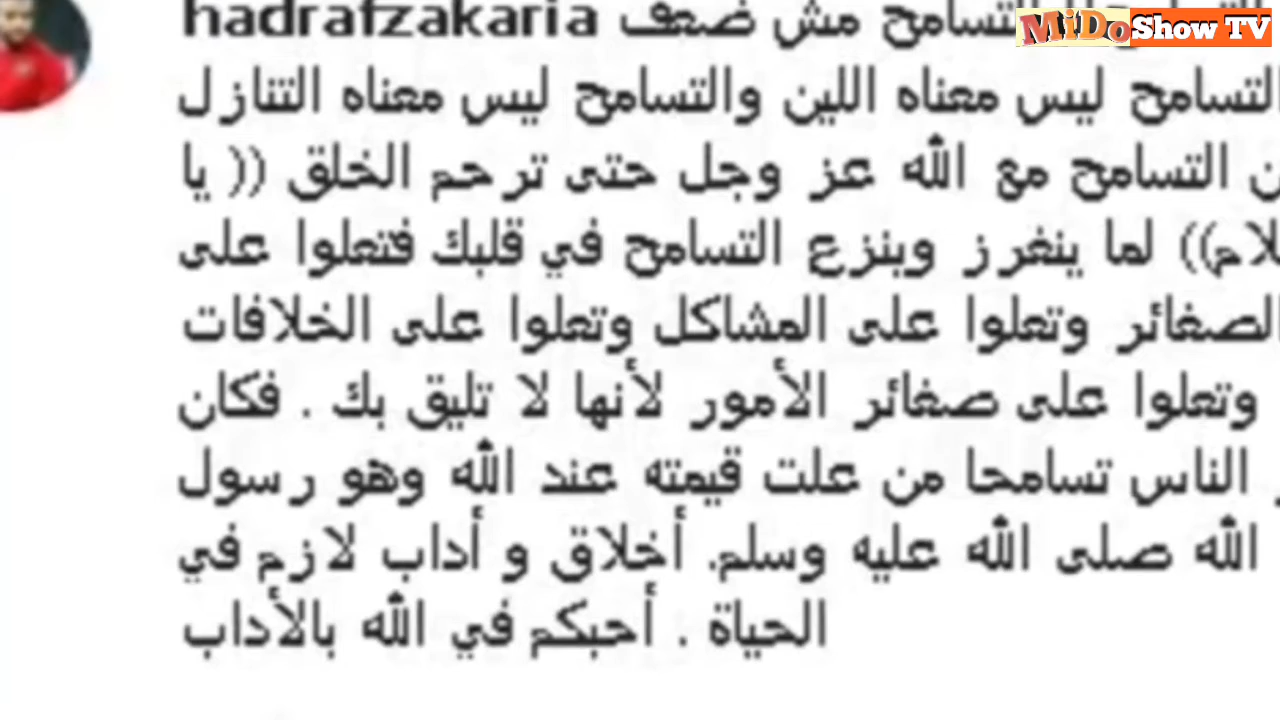 hadrafzakaria مش ضعف
MiDoShow TV
التسامح ليس معناه اللين والتسامح ليس معناه التنازل
التسامح مع الله عز وجل حتى ترحم الخلق (( يا
)) لما ينغرز وينزع التسامح في قلبك فتعلوا على
الصغائر وتعلوا على المشاكل وتعلوا على الخلافات
وتعلوا على صغائر الأمور لأنها لا تليق بك . فكان
الناس تسامحا من علت قيمته عند الله وهو رسول
الله صلى الله عليه وسلم. أخلاق و أداب لازم في
الحياة . أحبكم في الله بالأداب